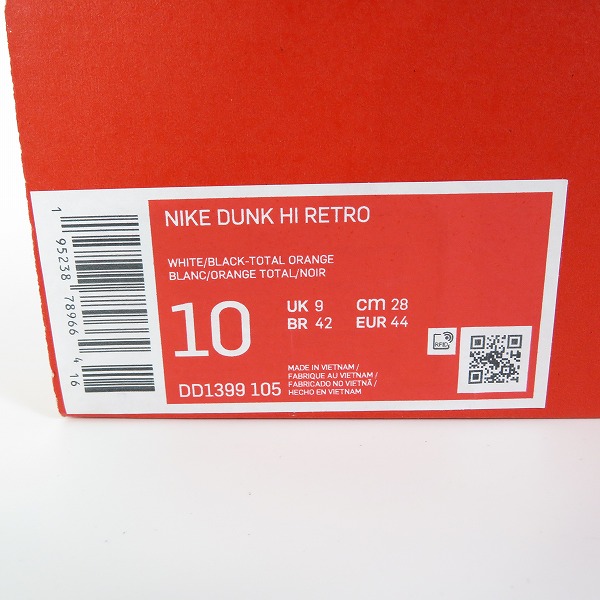 NIKE DUNK HI RETRO
WHITE/BLACK-TOTAL ORANGE
BLANC/ORANGE TOTAL/NOIR
10
UK 9 cm 28
BR 42 EUR 44
DD1399 105
MADE IN VIETNAM /
FABRIQUE AU VIETNAM /
FABRICADO NO VIETNÃ /
HECHO EN VIETNAM
RFID
1 95238 78966 4 16